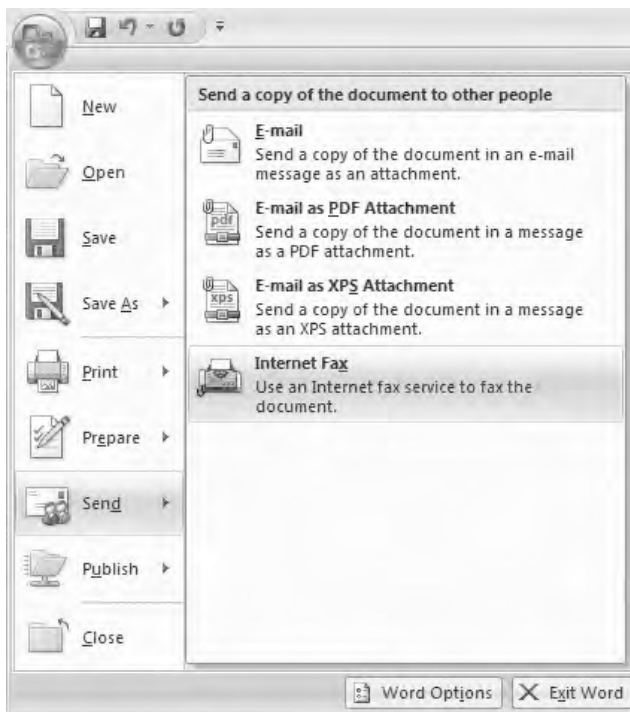 New
Open
Save
Save As
Print
Prepare
Send
Publish
Close
Send a copy of the document to other people
E-mail
Send a copy of the document in an e-mail
message as an attachment.
pdf
E-mail as PDF Attachment
Send a copy of the document in a message
as a PDF attachment.
xps
E-mail as XPS Attachment
Send a copy of the document in a message
as an XPS attachment.
Internet Fax
Use an Internet fax service to fax the
document.
Word Options
Exit Word